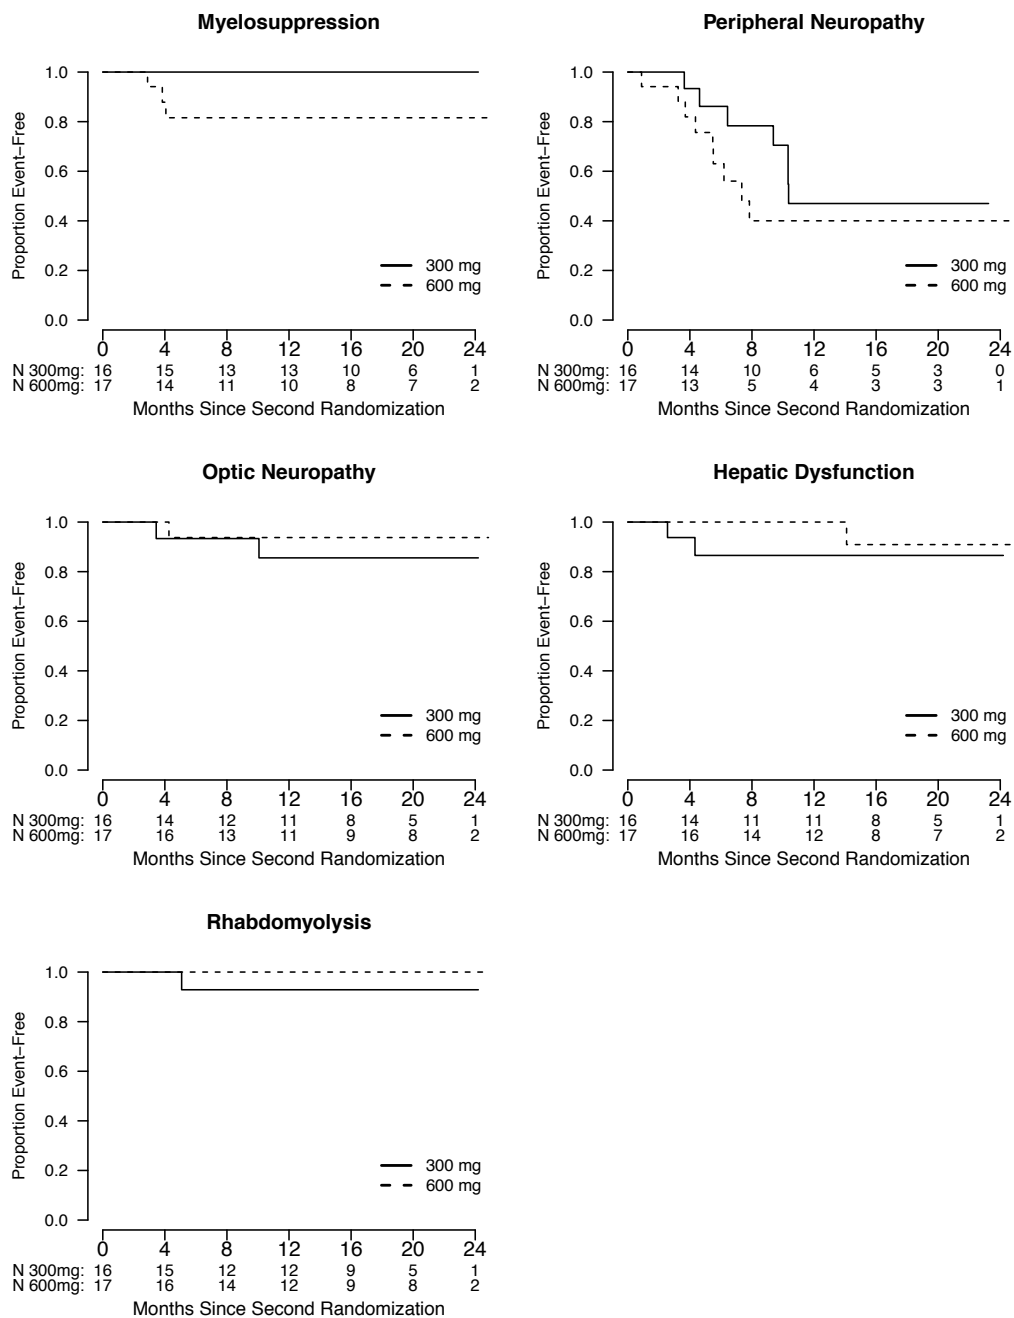 Myelosuppression
Proportion Event−Free
1.0
0.8
0.6
0.4
0.2
0.0
300 mg
600 mg
0 4 8 12 16 20 24
N 300mg: 16 15 13 13 10 6 1
N 600mg: 17 14 11 10 8 7 2
Months Since Second Randomization
Peripheral Neuropathy
Proportion Event−Free
1.0
0.8
0.6
0.4
0.2
0.0
300 mg
600 mg
0 4 8 12 16 20 24
N 300mg: 16 14 10 6 5 3 0
N 600mg: 17 13 5 4 3 3 1
Months Since Second Randomization
Optic Neuropathy
Proportion Event−Free
1.0
0.8
0.6
0.4
0.2
0.0
300 mg
600 mg
0 4 8 12 16 20 24
N 300mg: 16 14 12 11 8 5 1
N 600mg: 17 16 13 11 9 8 2
Months Since Second Randomization
Hepatic Dysfunction
Proportion Event−Free
1.0
0.8
0.6
0.4
0.2
0.0
300 mg
600 mg
0 4 8 12 16 20 24
N 300mg: 16 14 11 11 8 5 1
N 600mg: 17 16 14 12 8 7 2
Months Since Second Randomization
Rhabdomyolysis
Proportion Event−Free
1.0
0.8
0.6
0.4
0.2
0.0
300 mg
600 mg
0 4 8 12 16 20 24
N 300mg: 16 15 12 12 9 5 1
N 600mg: 17 16 14 12 9 8 2
Months Since Second Randomization